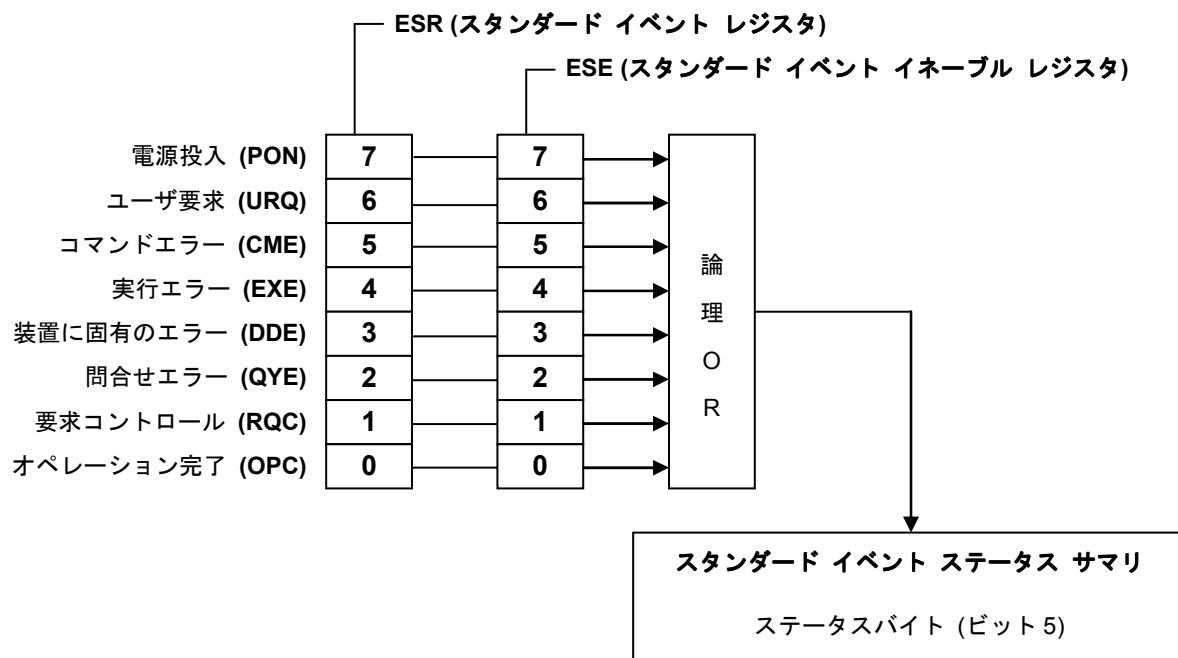 ESR (スタンダード イベント レジスタ)
ESE (スタンダード イベント イネーブル レジスタ)
電源投入 (PON) 7 7
ユーザ要求 (URQ) 6 6
コマンドエラー (CME) 5 5
実行エラー (EXE) 4 4
装置に固有のエラー (DDE) 3 3
問合せエラー (QYE) 2 2
要求コントロール (RQC) 1 1
オペレーション完了 (OPC) 0 0
論
理
O
R
スタンダード イベント ステータス サマリ
ステータスバイト (ビット 5)